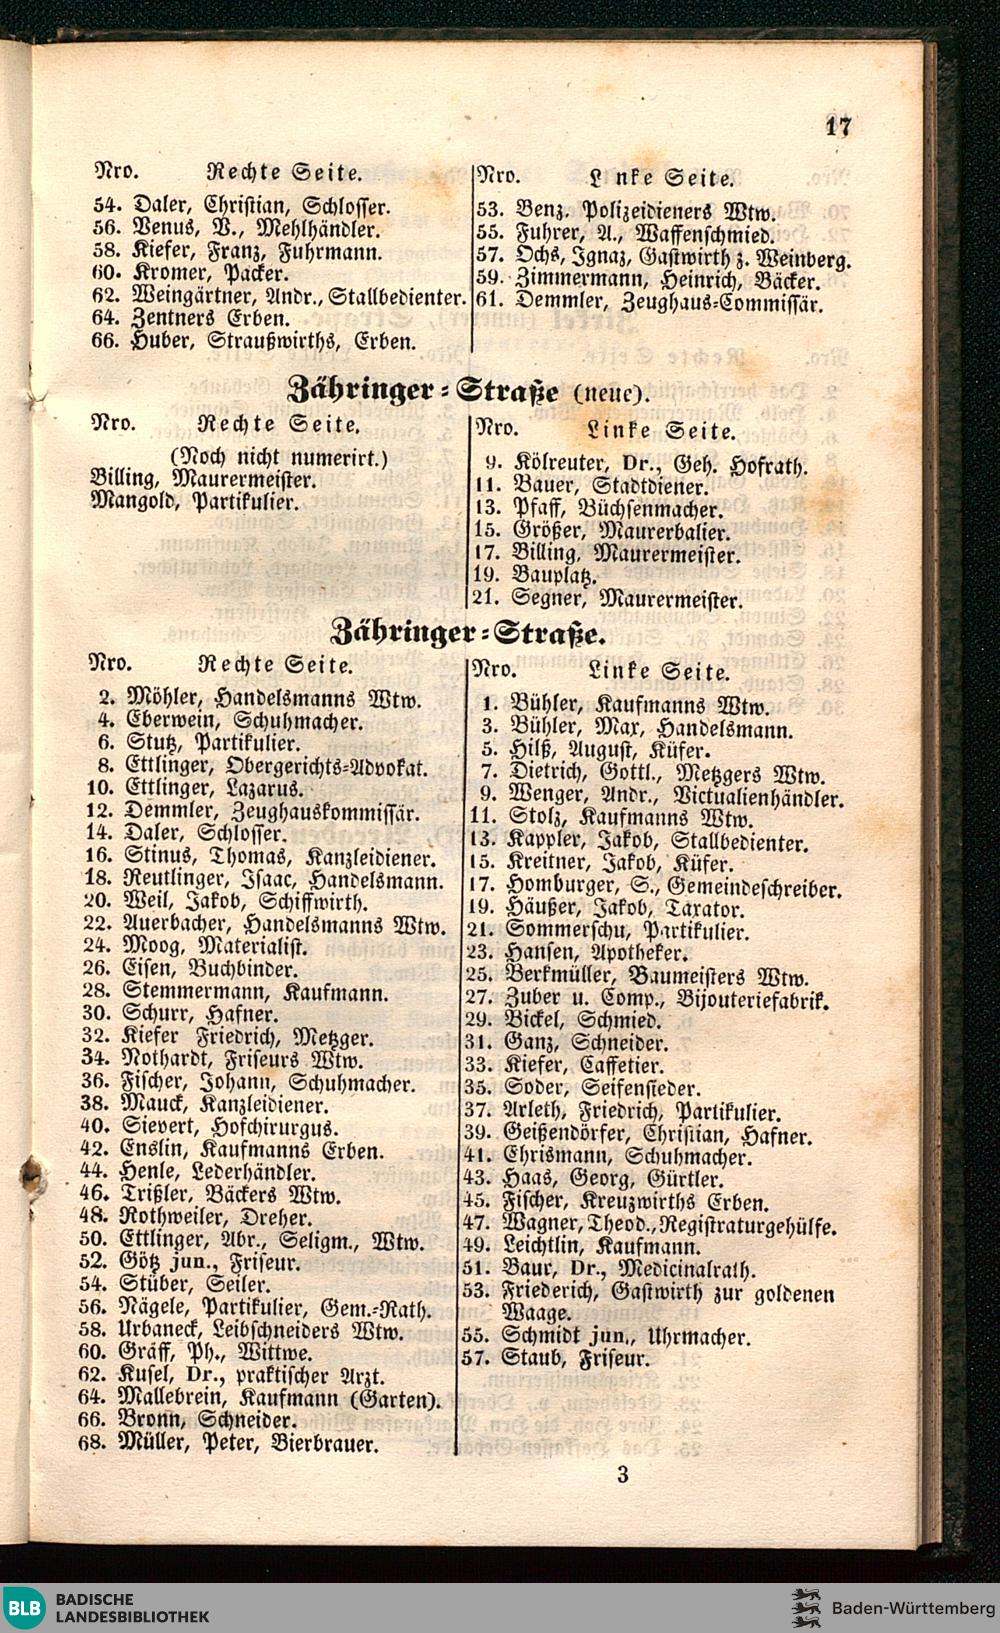 17
Nro. Rechte Seite.
54. Daler, Christian, Schlosser.
56. Venus, V., Mehlhändler.
58. Kiefer, Franz, Fuhrmann.
60. Kromer, Packer.
62. Weingärtner, Andr., Stallbedienter.
64. Zentners Erben.
66. Huber, Straußwirths, Erben.
Nro. L nke Seite.
53. Benz, Polizeidieners Wtw.
55. Fuhrer, A., Waffenschmied.
57. Ochs, Ignaz, Gastwirth z. Weinberg.
59. Zimmermann, Heinrich, Bäcker.
61. Demmler, Zeughaus-Commissär.
Zähringer-Straße (neue).
Nro. Rechte Seite.
(Noch nicht numerirt.)
Billing, Maurermeister.
Mangold, Partikulier.
Nro. Linke Seite.
9. Kölreuter, Dr., Geh. Hofrath.
11. Bauer, Stadtdiener.
13. Pfaff, Büchsenmacher.
15. Größer, Maurerbalier.
17. Billing, Maurermeister.
19. Bauplatz.
21. Segner, Maurermeister.
Zähringer-Straße.
Nro. Rechte Seite.
2. Möhler, Handelsmanns Wtw.
4. Eberwein, Schuhmacher.
6. Stutz, Partikulier.
8. Ettlinger, Obergerichts-Advokat.
10. Ettlinger, Lazarus.
12. Demmler, Zeughauskommissär.
14. Daler, Schlosser.
16. Stinus, Thomas, Kanzleidiener.
18. Reutlinger, Isaac, Handelsmann.
20. Weil, Jakob, Schiffwirth.
22. Auerbacher, Handelsmanns Wtw.
24. Moog, Materialist.
26. Eisen, Buchbinder.
28. Stemmermann, Kaufmann.
30. Schurr, Hafner.
32. Kiefer Friedrich, Metzger.
34. Nothardt, Friseurs Wtw.
36. Fischer, Johann, Schuhmacher.
38. Mauck, Kanzleidiener.
40. Sievert, Hofchirurgus.
42. Enslin, Kaufmanns Erben.
44. Henle, Lederhändler.
46. Trißler, Bäckers Wtw.
48. Rothweiler, Dreher.
50. Ettlinger, Abr., Seligm., Wtw.
52. Götz jun., Friseur.
54. Stüber, Seiler.
56. Nägele, Partikulier, Gem.-Rath.
58. Urbaneck, Leibschneiders Wtw.
60. Gräff, Ph., Wittwe.
62. Kusel, Dr., praktischer Arzt.
64. Mallebrein, Kaufmann (Garten).
66. Bronn, Schneider.
68. Müller, Peter, Bierbrauer.
Nro. Linke Seite.
1. Bühler, Kaufmanns Wtw.
3. Bühler, Max, Handelsmann.
5. Hilß, August, Küfer.
7. Dietrich, Gottl., Metzgers Wtw.
9. Wenger, Andr., Victualienhändler.
11. Stolz, Kaufmanns Wtw.
13. Kappler, Jakob, Stallbedienter.
15. Kreitner, Jakob, Küfer.
17. Homburger, S., Gemeindeschreiber.
19. Häußer, Jakob, Taxator.
21. Sommerschu, Partikulier.
23. Hansen, Apotheker.
25. Berkmüller, Baumeisters Wtw.
27. Zuber u. Comp., Bijouteriefabrik.
29. Bickel, Schmied.
31. Ganz, Schneider.
33. Kiefer, Caffetier.
35. Soder, Seifensieder.
37. Arleth, Friedrich, Partikulier.
39. Geißendörfer, Christian, Hafner.
41. Chrismann, Schuhmacher.
43. Haas, Georg, Gürtler.
45. Fischer, Kreuzwirths Erben.
47. Wagner, Theod., Registraturgehülfe.
49. Leichtlin, Kaufmann.
51. Baur, Dr., Medicinalrath.
53. Friederich, Gastwirth zur goldenen
Waage.
55. Schmidt jun., Uhrmacher.
57. Staub, Friseur.
3
BLB BADISCHE
LANDESBIBLIOTHEK
Baden-Württemberg